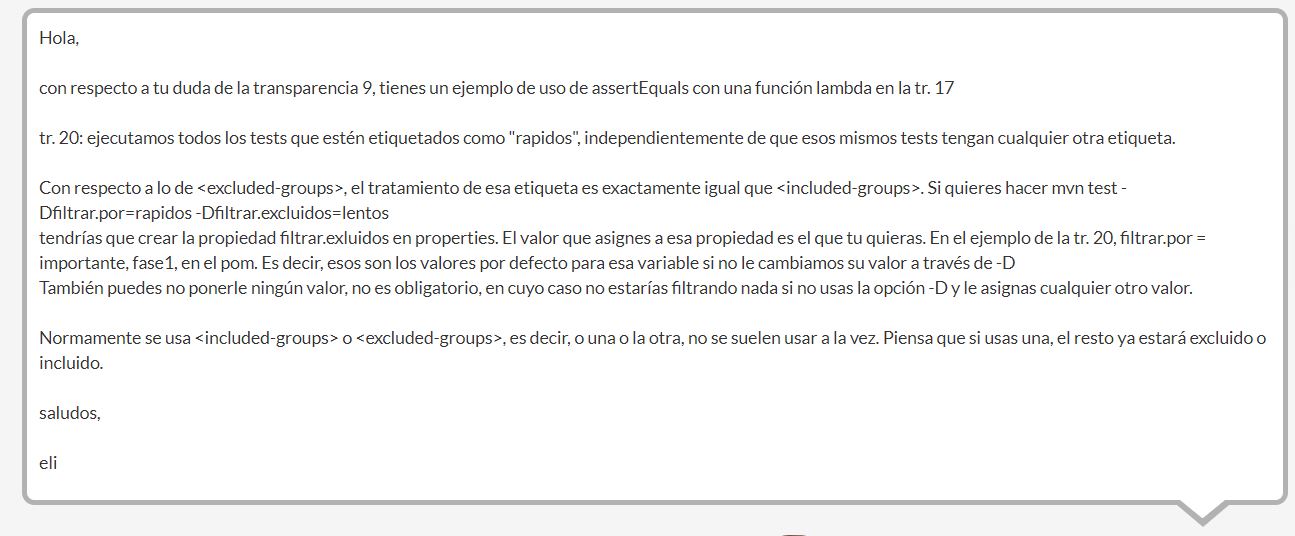 Hola,
con respecto a tu duda de la transparencia 9, tienes un ejemplo de uso de assertEquals con una función lambda en la tr. 17
tr. 20: ejecutamos todos los tests que estén etiquetados como "rapidos", independientemente de que esos mismos tests tengan cualquier otra etiqueta.
Con respecto a lo de <excluded-groups>, el tratamiento de esa etiqueta es exactamente igual que <included-groups>. Si quieres hacer mvn test -
Dfiltrar.por=rapidos -Dfiltrar.excluidos=lentos
tendrías que crear la propiedad filtrar.exluidos en properties. El valor que asignes a esa propiedad es el que tu quieras. En el ejemplo de la tr. 20, filtrar.por =
importante, fase1, en el pom. Es decir, esos son los valores por defecto para esa variable si no le cambiamos su valor a través de -D
También puedes no ponerle ningún valor, no es obligatorio, en cuyo caso no estarías filtrando nada si no usas la opción -D y le asignas cualquier otro valor.
Normamente se usa <included-groups> o <excluded-groups>, es decir, o una o la otra, no se suelen usar a la vez. Piensa que si usas una, el resto ya estará excluido o
incluido.
saludos,
eli